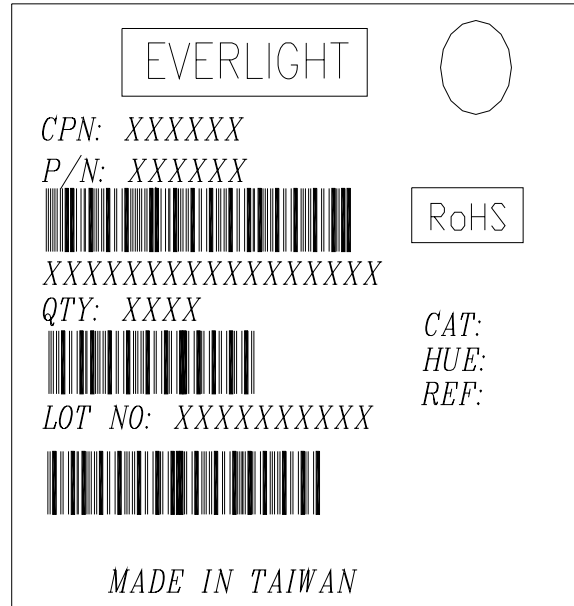 EVERLIGHT
CPN: XXXXXX
P/N: XXXXXX
RoHS
XXXXXXXXXXXXXXXXX
QTY: XXXX
CAT:
HUE:
REF:
LOT NO: XXXXXXXXXX
MADE IN TAIWAN